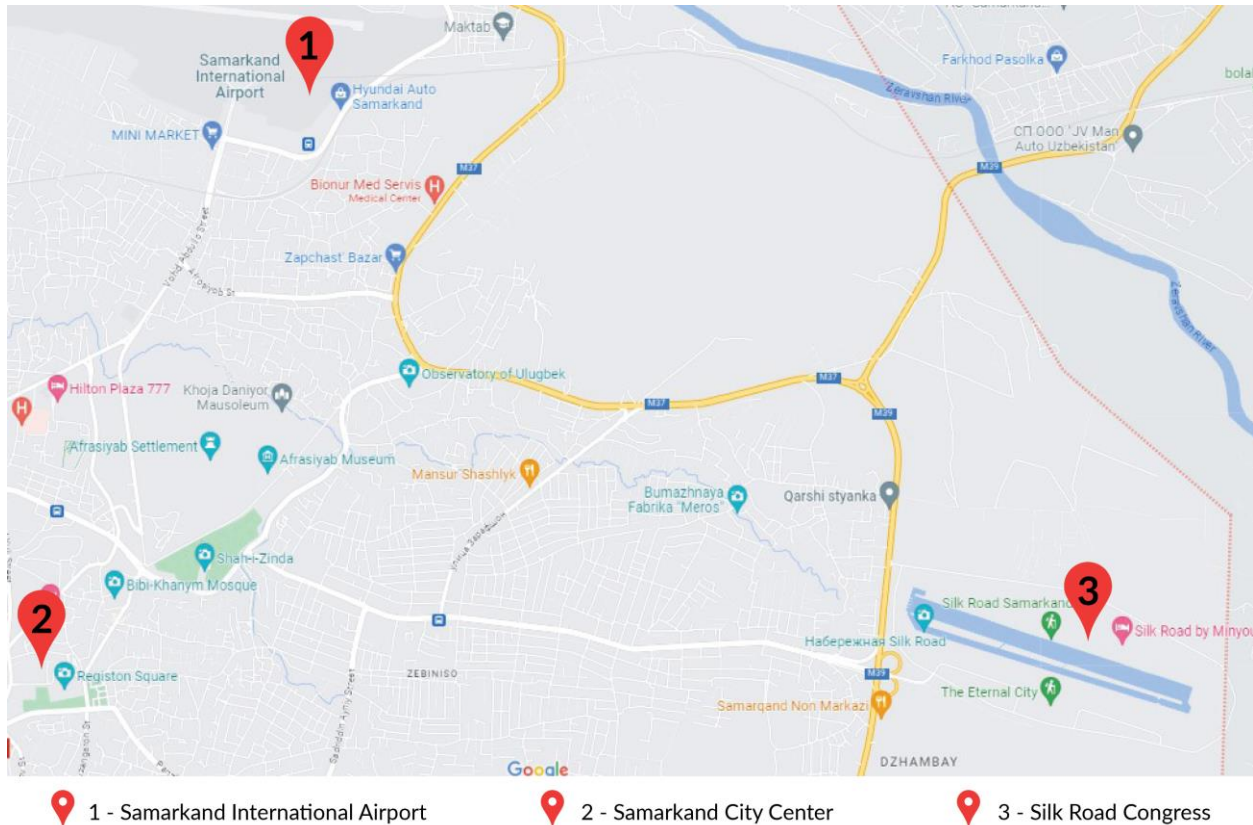 Maktab
1
Samarkand
International
Airport
Hyundai Auto
Samarkand
MINI MARKET
Farkhod Pasolka
Zeravshan River
СП ООО "JV Man
Auto Uzbekistan"
M39
M37
Bionur Med Servis
Medical Center
Zapchast' Bazar
Vohid Abdullo Street
Afrosiyob St
Zeravshan River
Hilton Plaza 777
Khoja Daniyor
Mausoleum
Observatory of Ulugbek
M37
M37
M39
Afrasiyab Settlement
Afrasiyab Museum
Mansur Shashlyk
Bumazhnaya
Fabrika "Meros"
Qarshi styanka
улица Зарафшон
Shah-i-Zinda
Bibi-Khanym Mosque
2
3
Silk Road Samarkand
Silk Road by Minyou
Набережная Silk Road
Registon Square
ZEBINISO
M39
The Eternal City
Samarqand Non Markazi
Sadriddin Ayniy Street
DZHAMBAY
Google
1 - Samarkand International Airport
2 - Samarkand City Center
3 - Silk Road Congress